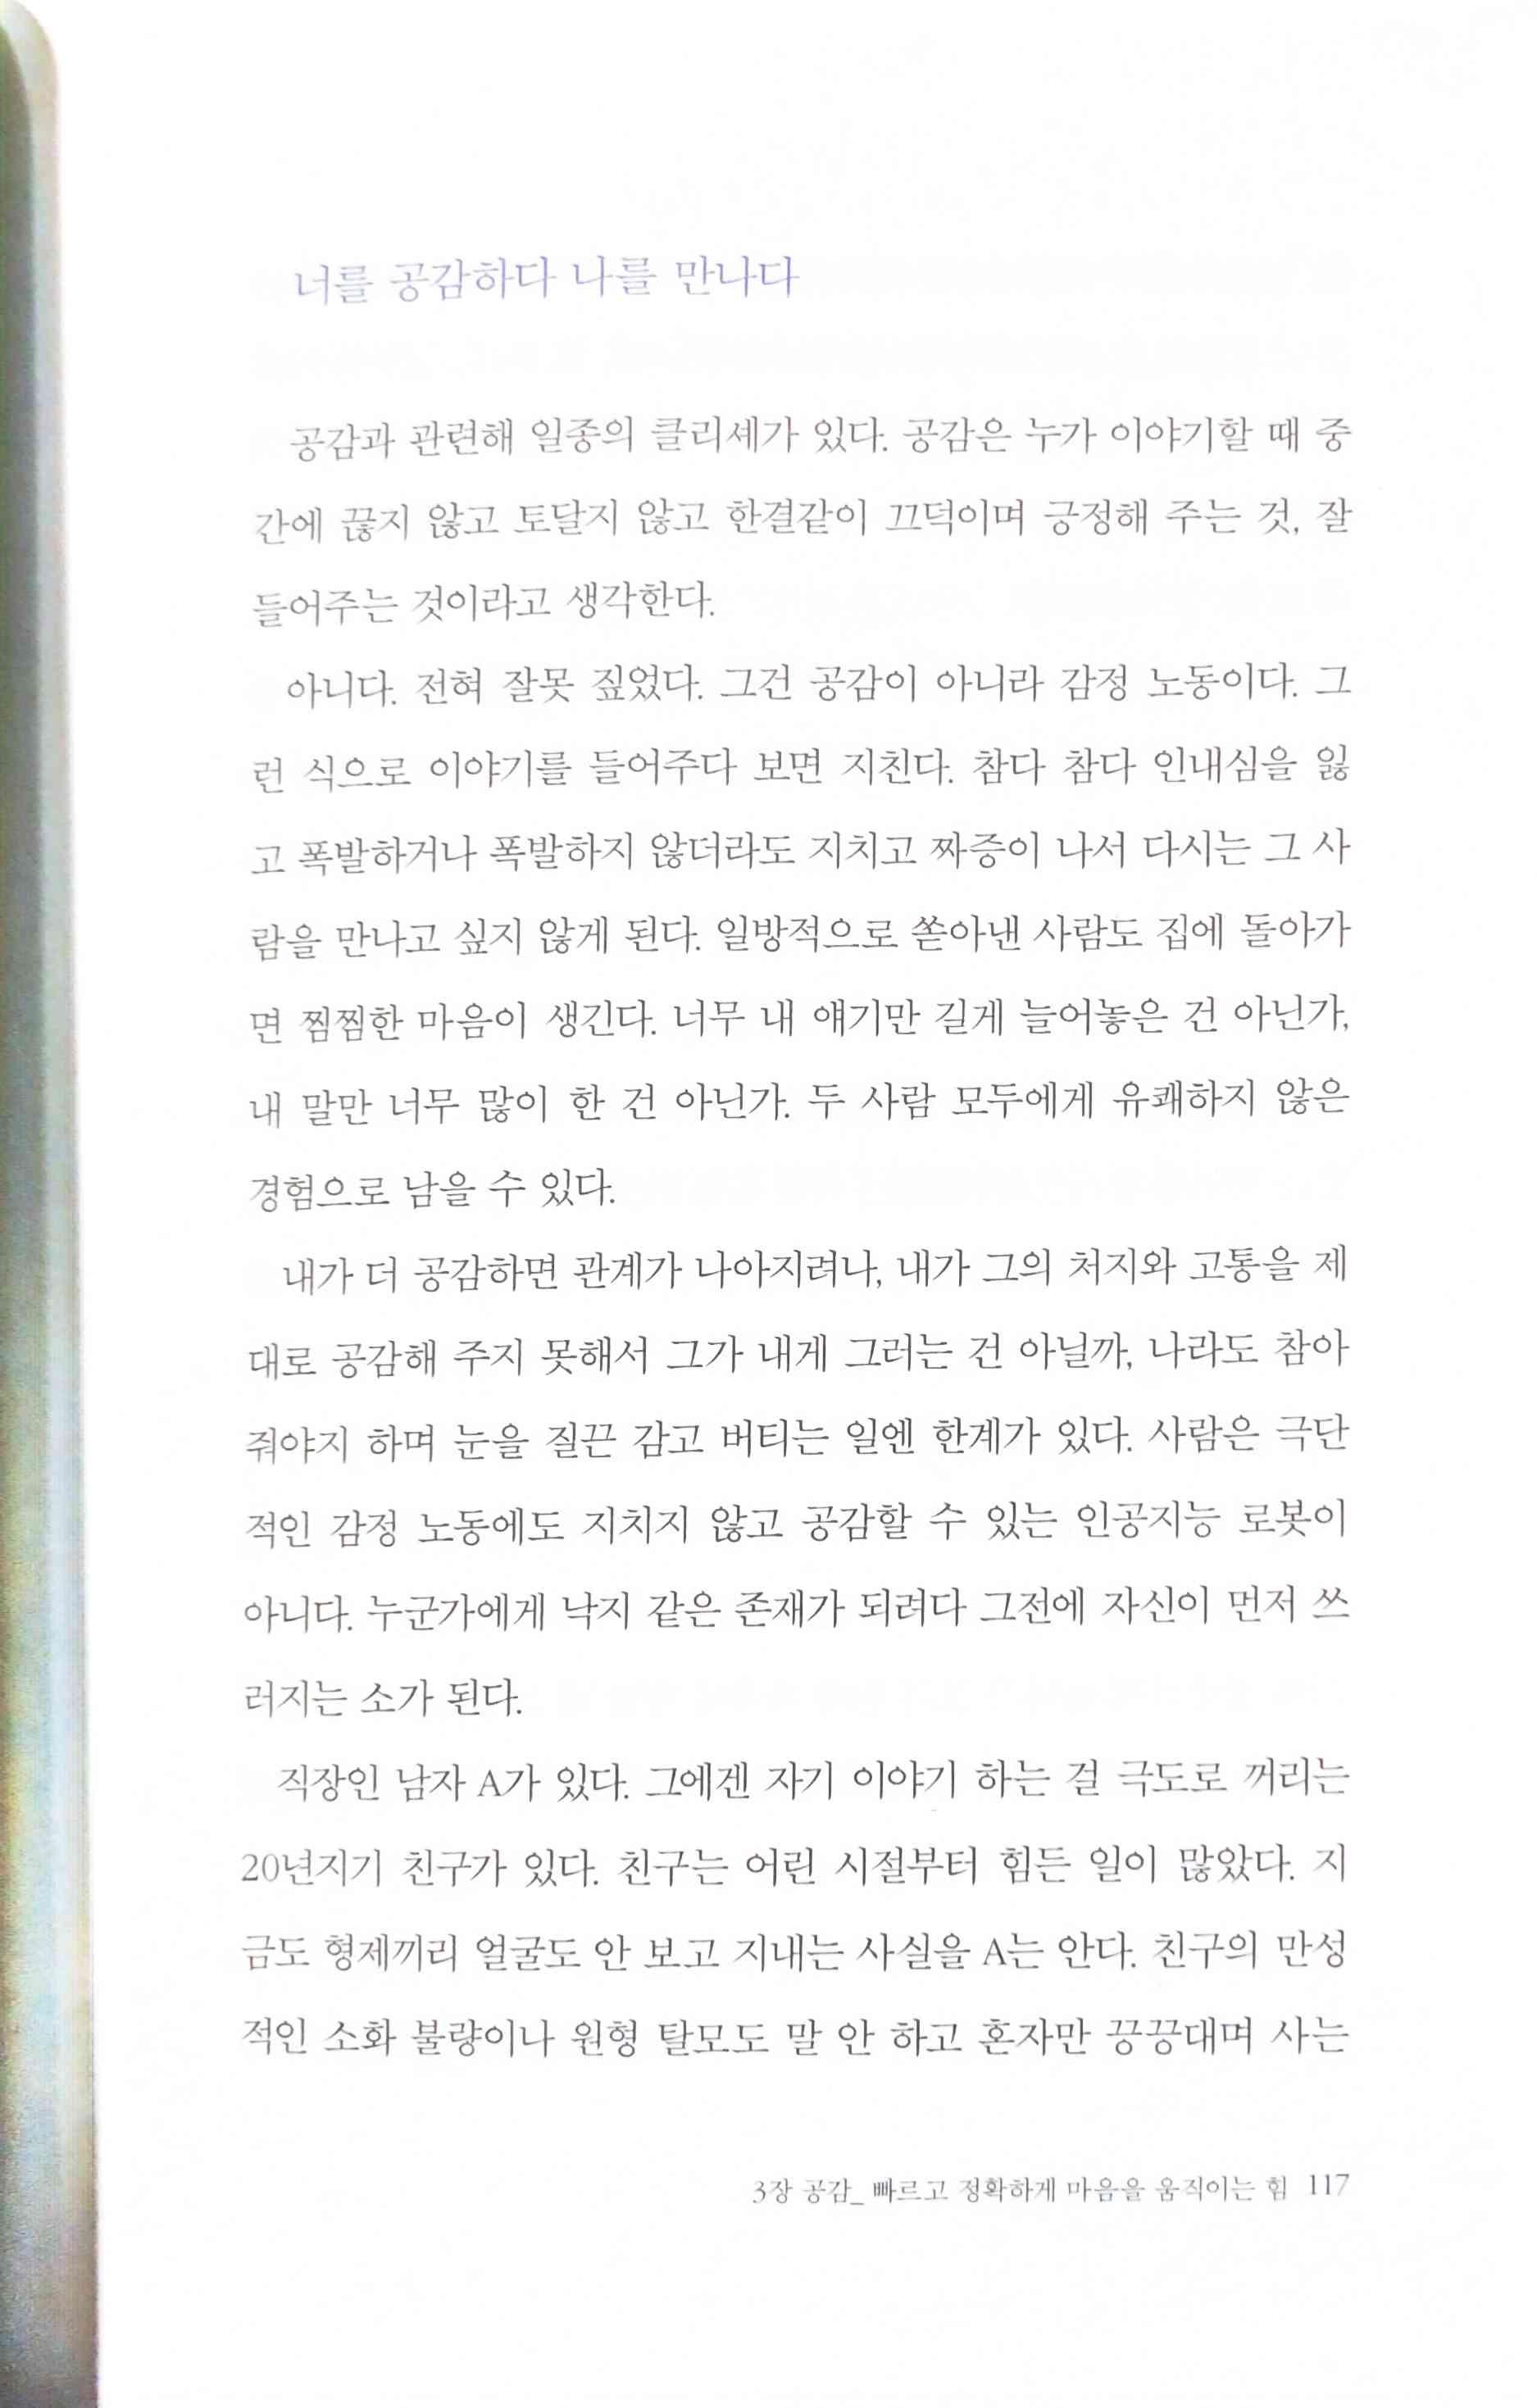 너를 공감하다 나를 만나다
공감과 관련해 일종의 클리셰가 있다. 공감은 누가 이야기할 때 중
간에 끊지 않고 토달지 않고 한결같이 끄덕이며 긍정해 주는 것, 잘
들어주는 것이라고 생각한다.
아니다. 전혀 잘못 짚었다. 그건 공감이 아니라 감정 노동이다. 그
런 식으로 이야기를 들어주다 보면 지친다. 참다 참다 인내심을 잃
고 폭발하거나 폭발하지 않더라도 지치고 짜증이 나서 다시는 그 사
람을 만나고 싶지 않게 된다. 일방적으로 쏟아낸 사람도 집에 돌아가
면 찜찜한 마음이 생긴다. 너무 내 얘기만 길게 늘어놓은 건 아닌가,
내 말만 너무 많이 한 건 아닌가. 두 사람 모두에게 유쾌하지 않은
경험으로 남을 수 있다.
내가 더 공감하면 관계가 나아지려나, 내가 그의 처지와 고통을 제
대로 공감해 주지 못해서 그가 내게 그러는 건 아닐까, 나라도 참아
줘야지 하며 눈을 질끈 감고 버티는 일엔 한계가 있다. 사람은 극단
적인 감정 노동에도 지치지 않고 공감할 수 있는 인공지능 로봇이
아니다. 누군가에게 낙지 같은 존재가 되려다 그전에 자신이 먼저 쓰
러지는 소가 된다.
직장인 남자 A가 있다. 그에겐 자기 이야기 하는 걸 극도로 꺼리는
20년지기 친구가 있다. 친구는 어린 시절부터 힘든 일이 많았다. 지
금도 형제끼리 얼굴도 안 보고 지내는 사실을 A는 안다. 친구의 만성
적인 소화 불량이나 원형 탈모도 말 안 하고 혼자만 끙끙대며 사는
3장 공감_ 빠르고 정확하게 마음을 움직이는 힘 117